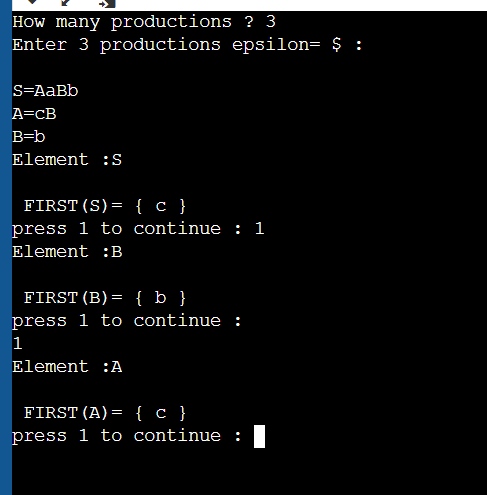 How many productions ? 3
Enter 3 productions epsilon= $ :
S=AaBb
A=cB
B=b
Element :S
FIRST(S)= { c }
press 1 to continue : 1
Element :B
FIRST(B)= { b }
press 1 to continue :
1
Element :A
FIRST(A)= { c }
press 1 to continue :